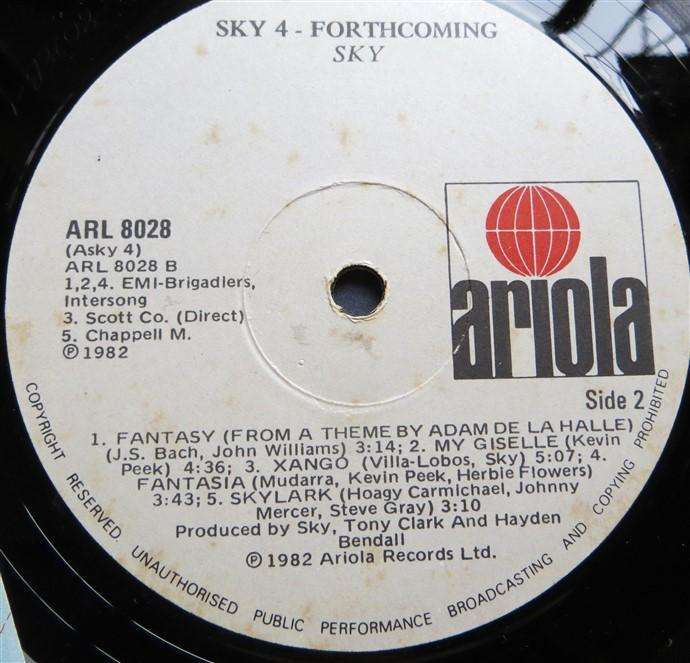 SKY 4 - FORTHCOMING
SKY
ARL 8028
(Asky 4)
ARL 8028 B
1,2,4. EMI-Brigadiers,
Intersong
3. Scott Co. (Direct)
5. Chappell M.
℗ 1982
ariola
Side 2
1. FANTASY (FROM A THEME BY ADAM DE LA HALLE)
(J.S. Bach, John Williams) 3:14; 2. MY GISELLE (Kevin
Peek) 4:36; 3. XANGO (Villa-Lobos, Sky) 5:07; 4.
FANTASIA (Mudarra, Kevin Peek, Herbie Flowers)
3:43; 5. SKYLARK (Hoagy Carmichael, Johnny
Mercer, Steve Gray) 3:10
Produced by Sky, Tony Clark And Hayden
Bendall
℗ 1982 Ariola Records Ltd.
COPYRIGHT RESERVED. UNAUTHORISED PUBLIC PERFORMANCE BROADCASTING AND COPYING PROHIBITED